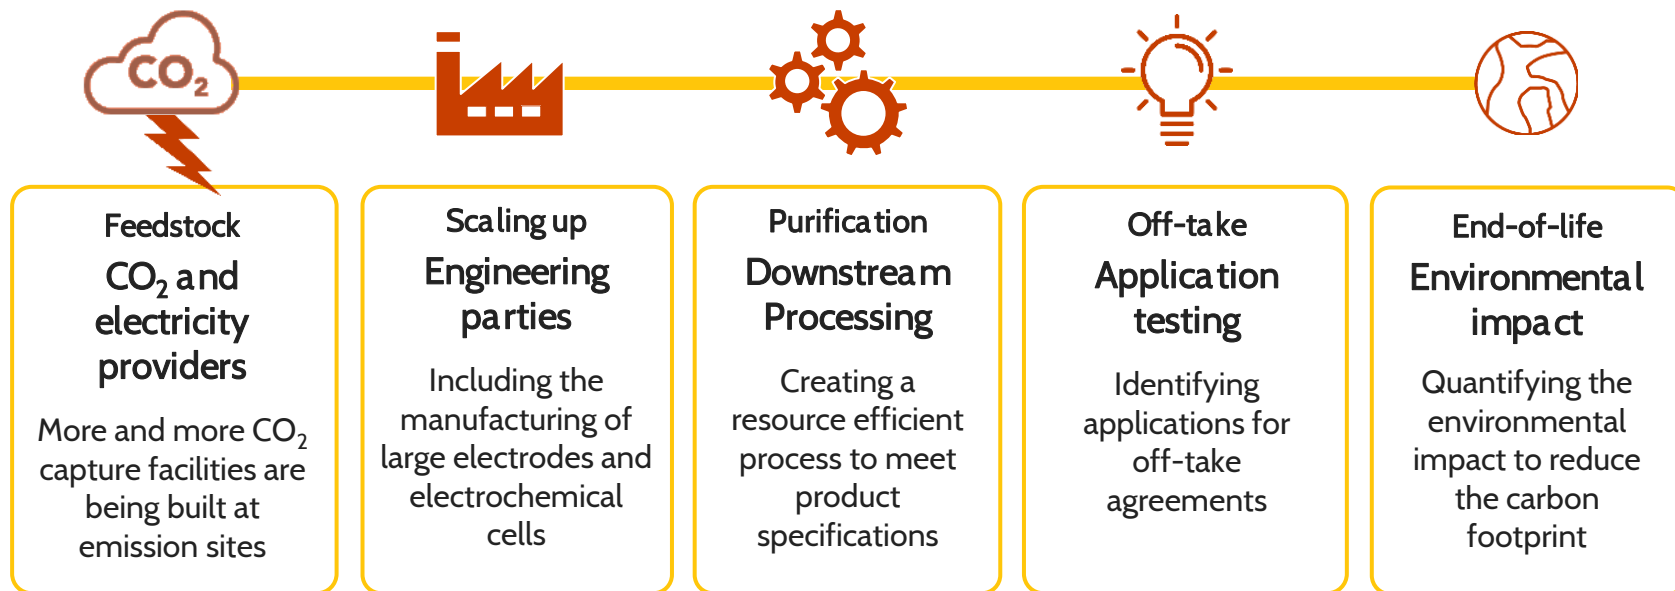 CO₂
Feedstock
CO₂ and
electricity
providers
More and more CO₂
capture facilities are
being built at
emission sites
Scaling up
Engineering
parties
Including the
manufacturing of
large electrodes and
electrochemical
cells
Purification
Downstream
Processing
Creating a
resource efficient
process to meet
product
specifications
Off-take
Application
testing
Identifying
applications for
off-take
agreements
End-of-life
Environmental
impact
Quantifying the
environmental
impact to reduce
the carbon
footprint